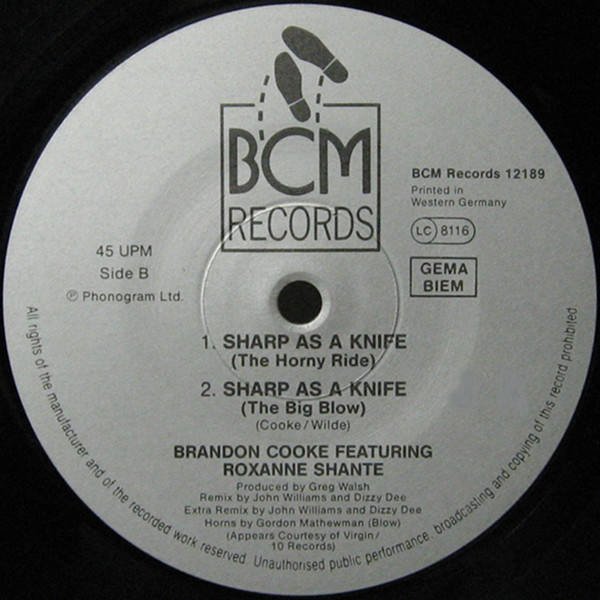 BCM
RECORDS
BCM Records 12189
Printed in
Western Germany
LC 8116
GEMA
BIEM
45 UPM
Side B
Ⓟ Phonogram Ltd.
1. SHARP AS A KNIFE
(The Horny Ride)
2. SHARP AS A KNIFE
(The Big Blow)
(Cooke/Wilde)
BRANDON COOKE FEATURING
ROXANNE SHANTE
Produced by Greg Walsh
Remix by John Williams and Dizzy Dee
Extra Remix by John Williams and Dizzy Dee
Horns by Gordon Mathewman (Blow)
(Appears Courtesy of Virgin/
10 Records)
All rights of the manufacturer and of the recorded work reserved. Unauthorised public performance, broadcasting and copying of this record prohibited